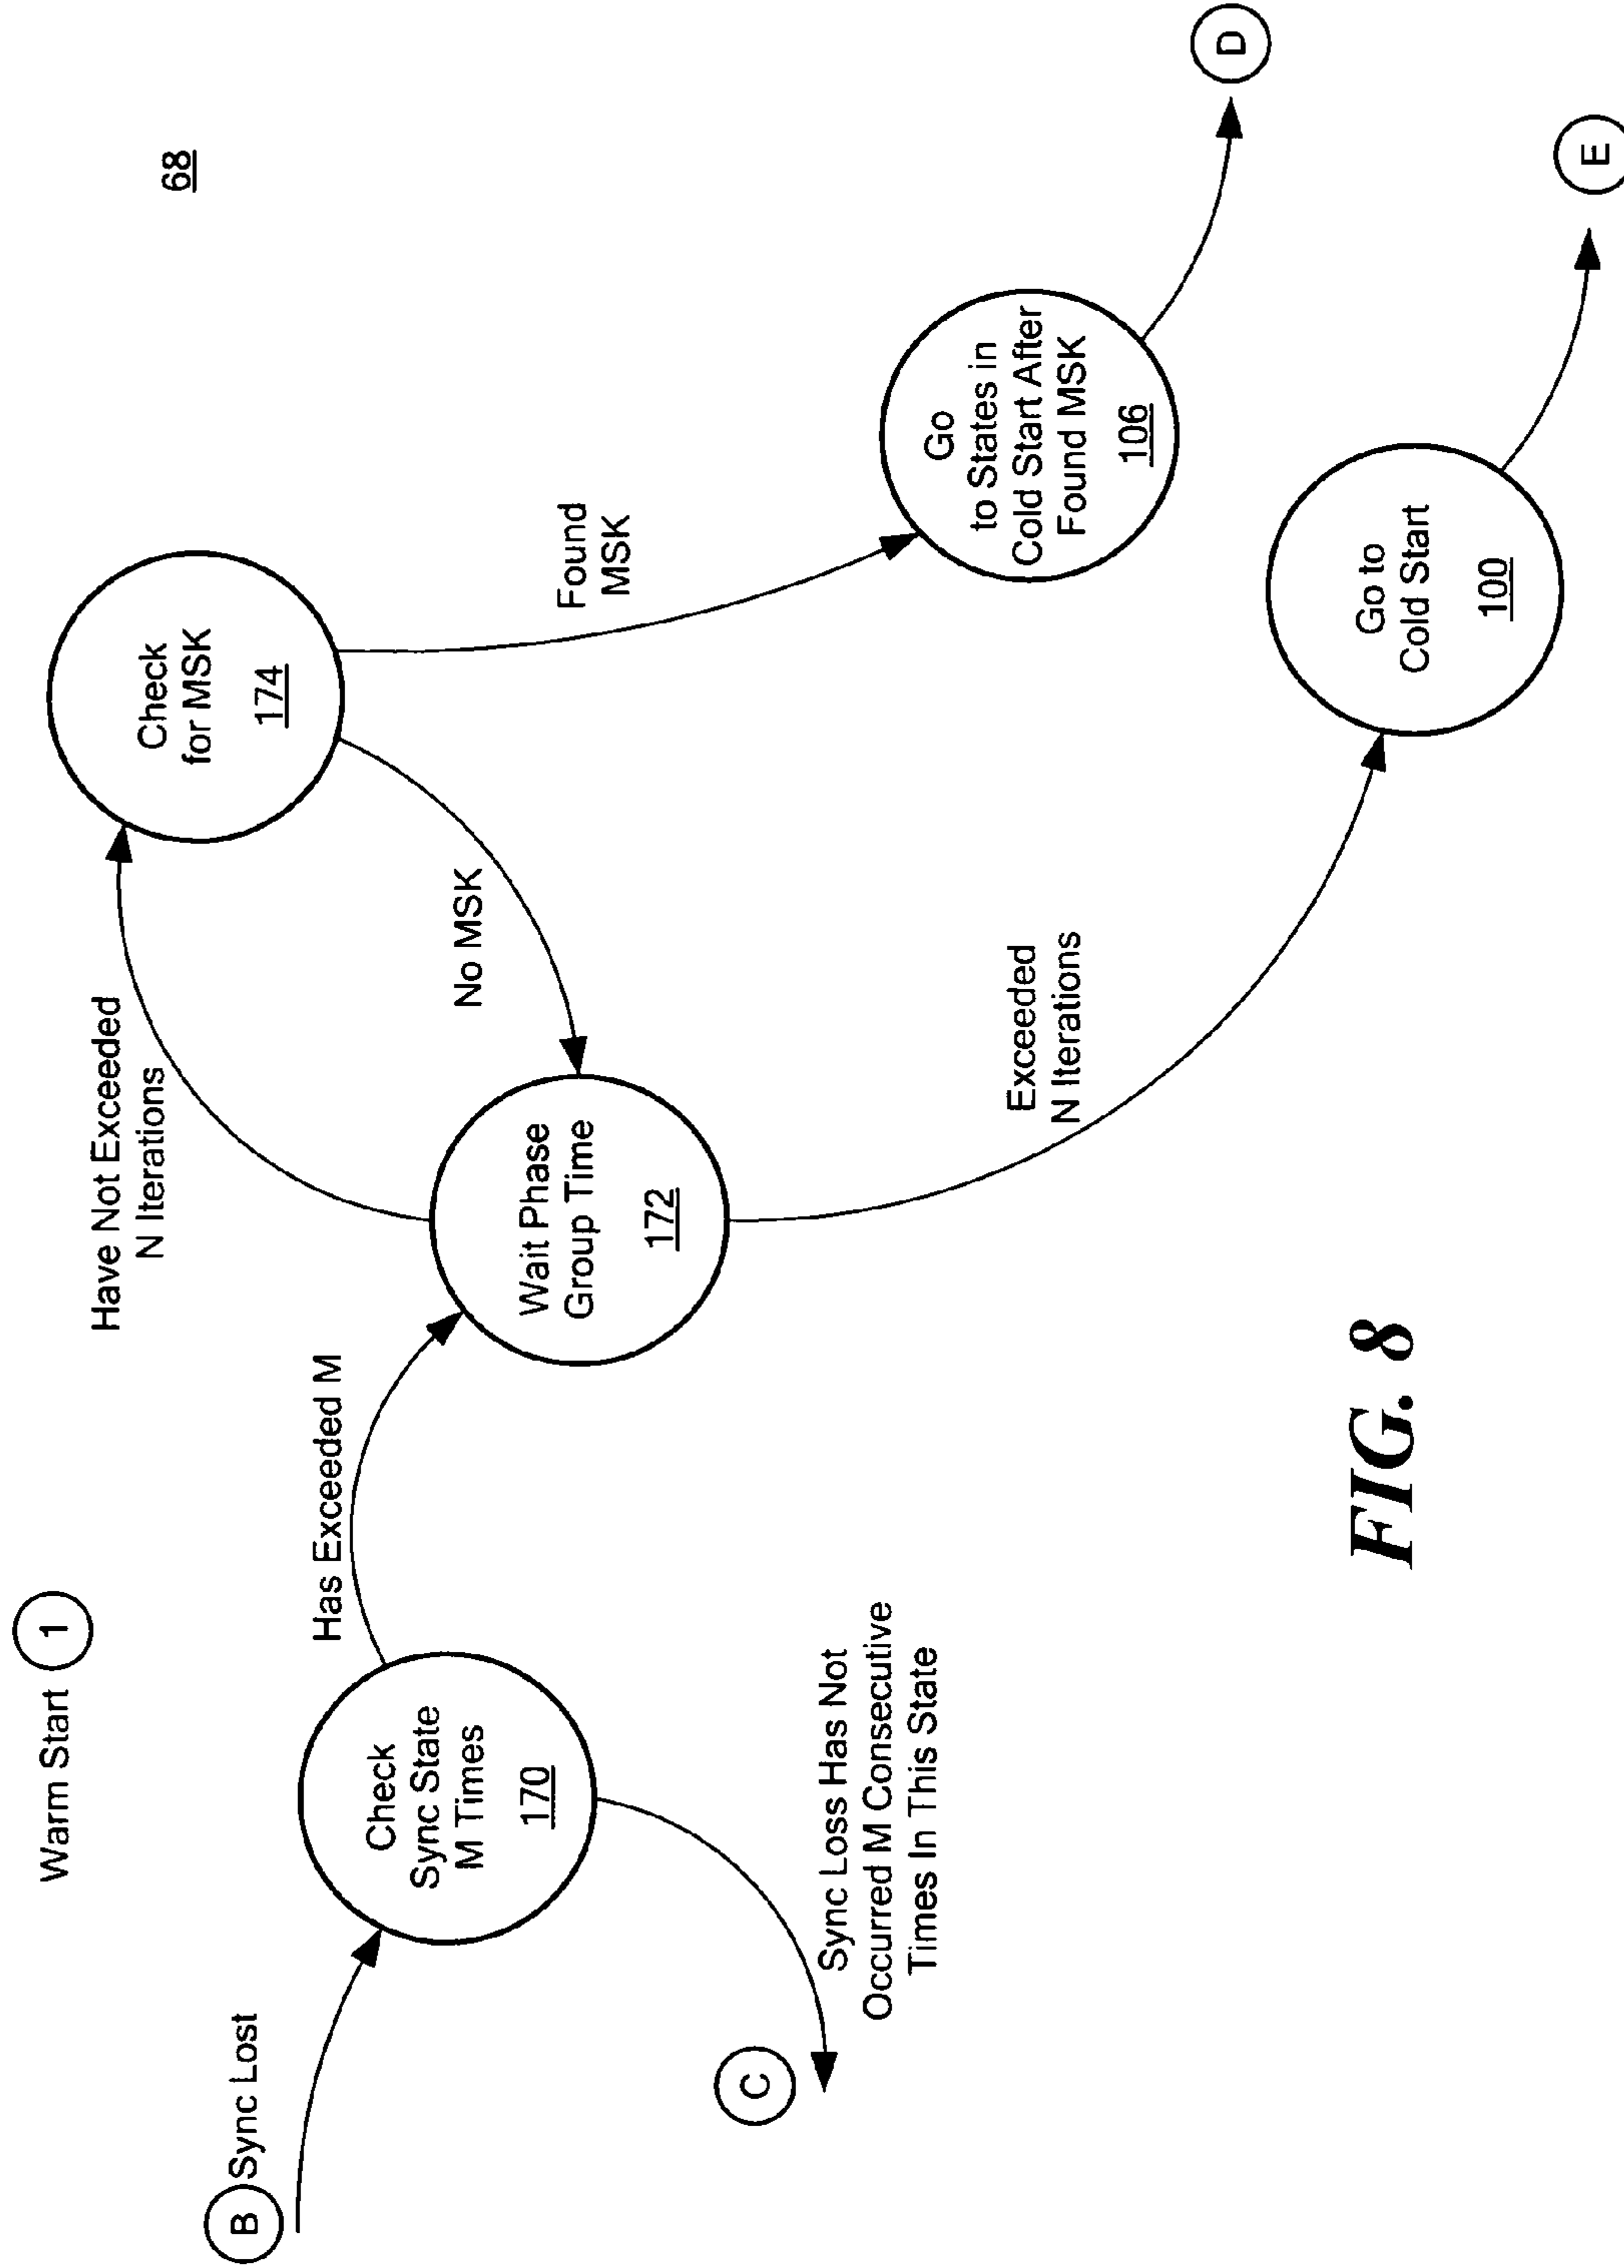 Warm Start
1
68
B
Sync Lost
Check
Sync State
M Times
170
C
Sync Loss Has Not
Occurred M Consecutive
Times In This State
Has Exceeded M
Wait Phase
Group Time
172
Have Not Exceeded
N Iterations
No MSK
Check
for MSK
174
Found
MSK
Go
to States in
Cold Start After
Found MSK
106
D
Exceeded
N Iterations
Go to
Cold Start
100
E
FIG. 8